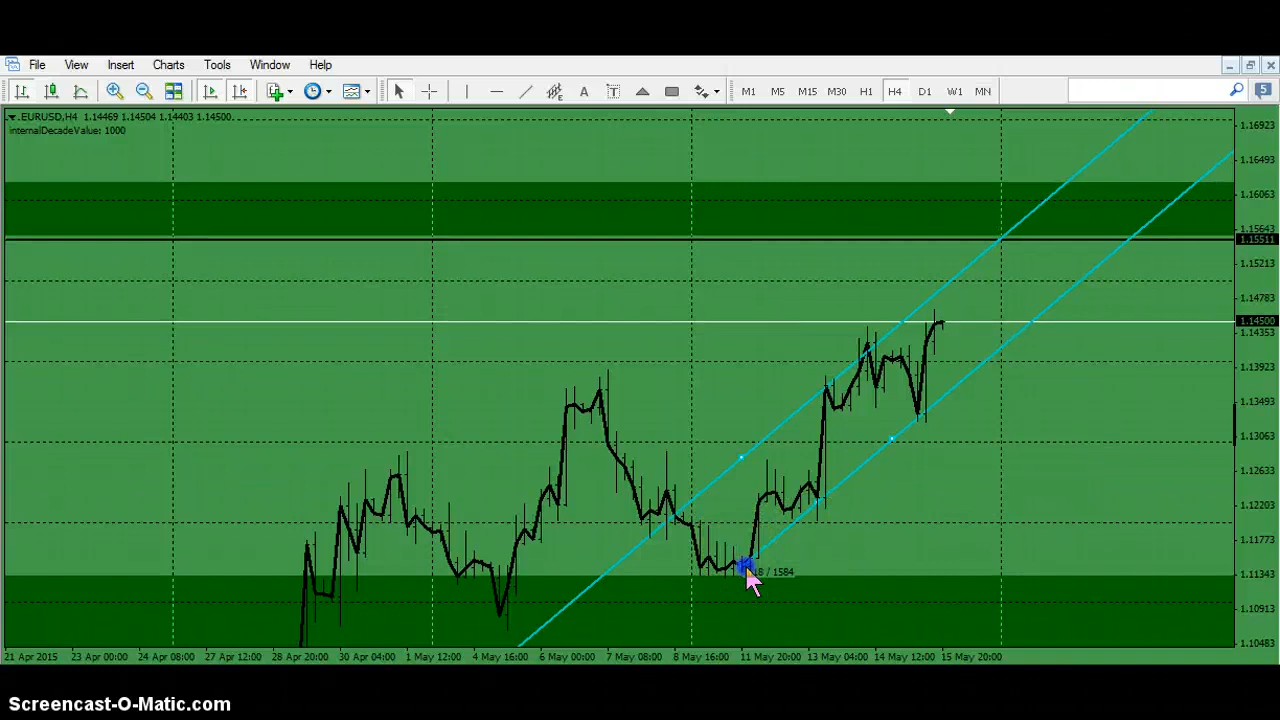 File View Insert Charts Tools Window Help
M1 M5 M15 M30 H1 H4 D1 W1 MN 5
EURUSD,H4 1.14469 1.14504 1.14403 1.14500
internalDecadeValue: 1000
1.16923
1.16493
1.16063
1.15643
1.15511
1.15213
1.14783
1.14500
1.14353
1.13923
1.13493
1.13063
1.12633
1.12203
1.11773
18 / 1584
1.11343
1.10913
1.10483
21 Apr 2015 23 Apr 00:00 24 Apr 08:00 27 Apr 12:00 28 Apr 20:00 30 Apr 04:00 1 May 12:00 4 May 16:00 6 May 00:00 7 May 08:00 8 May 16:00 11 May 20:00 13 May 04:00 14 May 12:00 15 May 20:00
Screencast-O-Matic.com